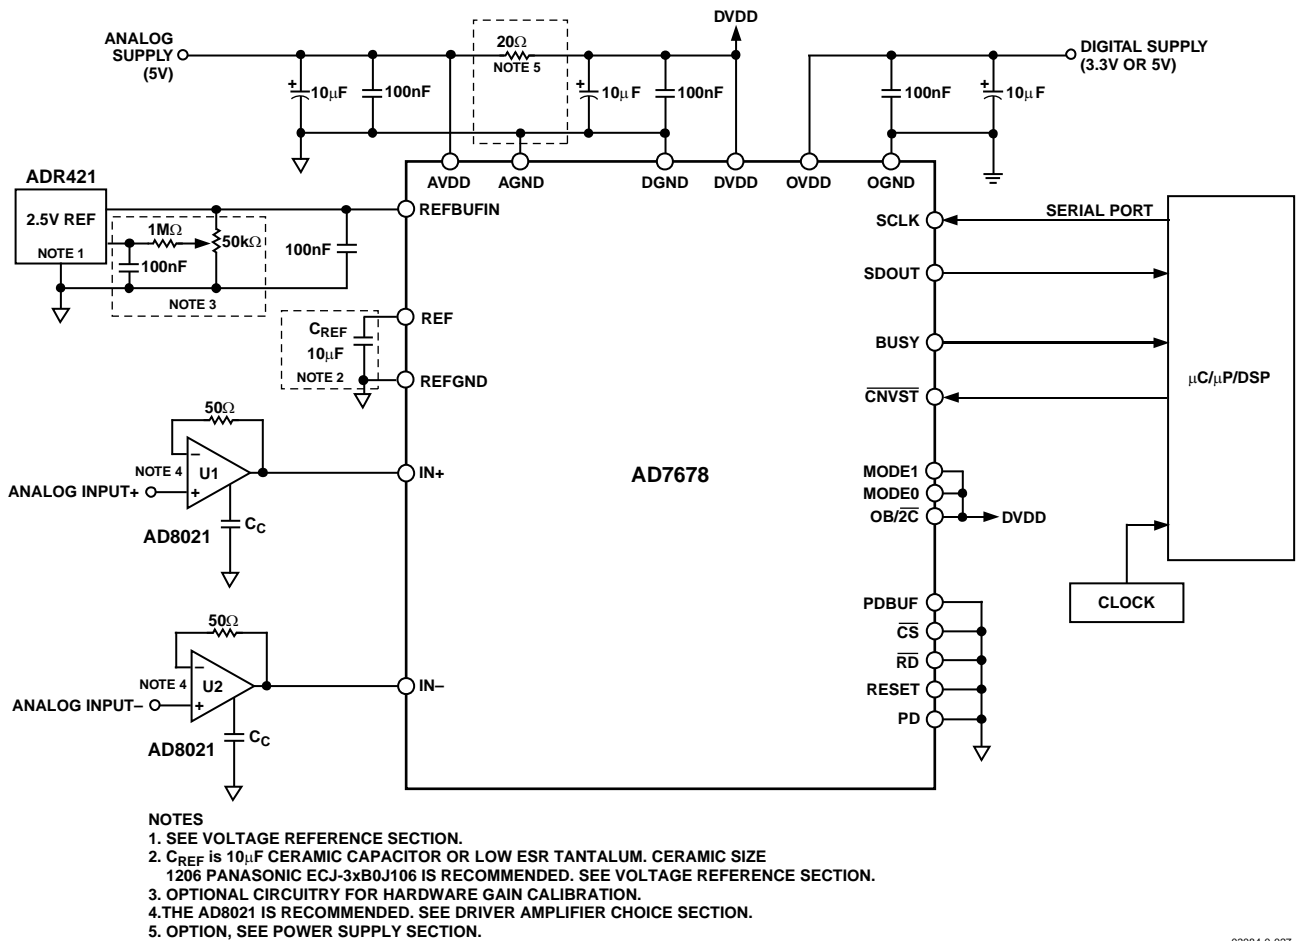 DVDD
ANALOG
SUPPLY
(5V)
20Ω
NOTE 5
DIGITAL SUPPLY
(3.3V OR 5V)
+
10μF
100nF
+
10μF
100nF
100nF
+
10μF
AVDD
AGND
DGND
DVDD
OVDD
OGND
ADR421
2.5V REF
NOTE 1
1MΩ
50kΩ
100nF
NOTE 3
100nF
REFBUFIN
CREF
10μF
NOTE 2
REF
REFGND
50Ω
NOTE 4
–
U1
+
ANALOG INPUT+
AD8021
CC
IN+
50Ω
NOTE 4
–
U2
+
ANALOG INPUT–
AD8021
CC
IN–
AD7678
SCLK
SERIAL PORT
SDOUT
BUSY
CNVST
μC/μP/DSP
MODE1
MODE0
OB/2C
DVDD
CLOCK
PDBUF
CS
RD
RESET
PD
NOTES
1. SEE VOLTAGE REFERENCE SECTION.
2. CREF is 10μF CERAMIC CAPACITOR OR LOW ESR TANTALUM. CERAMIC SIZE
1206 PANASONIC ECJ-3xB0J106 IS RECOMMENDED. SEE VOLTAGE REFERENCE SECTION.
3. OPTIONAL CIRCUITRY FOR HARDWARE GAIN CALIBRATION.
4.THE AD8021 IS RECOMMENDED. SEE DRIVER AMPLIFIER CHOICE SECTION.
5. OPTION, SEE POWER SUPPLY SECTION.